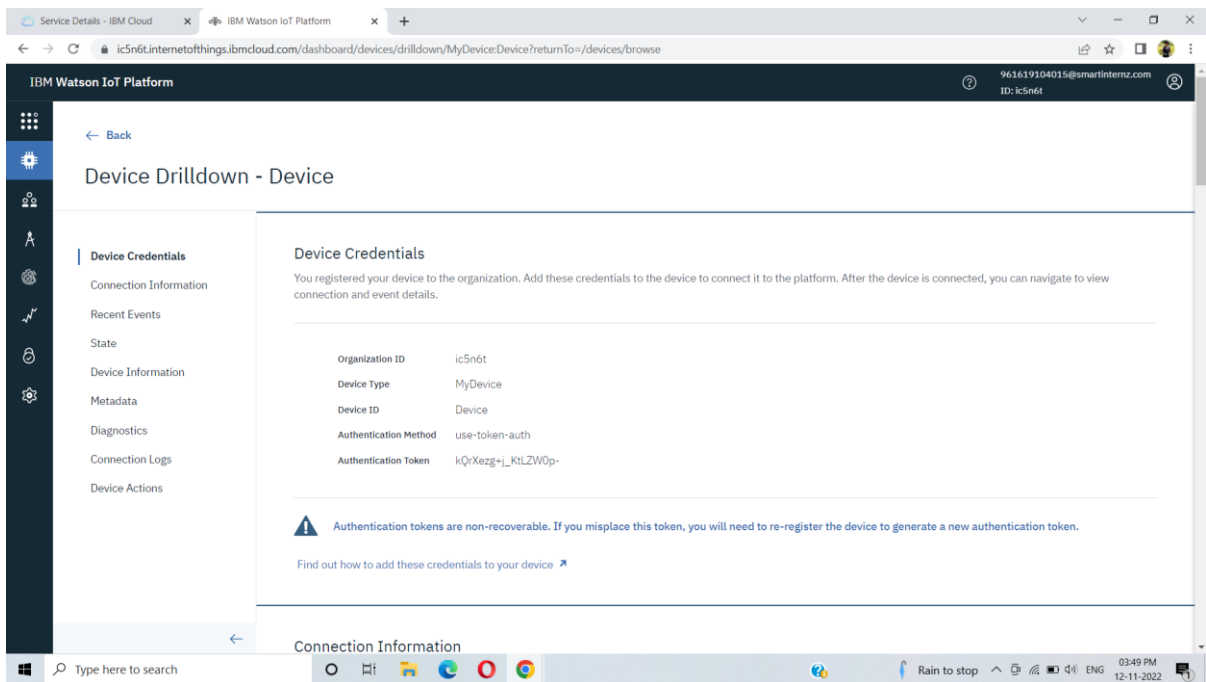 Service Details - IBM Cloud
IBM Watson IoT Platform
ic5n6t.internetofthings.ibmcloud.com/dashboard/devices/drilldown/MyDevice:Device?returnTo=/devices/browse
IBM Watson IoT Platform
961619104015@smartinternz.com
ID: ic5n6t
Back
Device Drilldown - Device
Device Credentials
Connection Information
Recent Events
State
Device Information
Metadata
Diagnostics
Connection Logs
Device Actions
Device Credentials
You registered your device to the organization. Add these credentials to the device to connect it to the platform. After the device is connected, you can navigate to view
connection and event details.
Organization ID ic5n6t
Device Type MyDevice
Device ID Device
Authentication Method use-token-auth
Authentication Token kQrXezg+j_KtLZW0p-
Authentication tokens are non-recoverable. If you misplace this token, you will need to re-register the device to generate a new authentication token.
Find out how to add these credentials to your device
Connection Information
Type here to search
Rain to stop
ENG
03:49 PM
12-11-2022